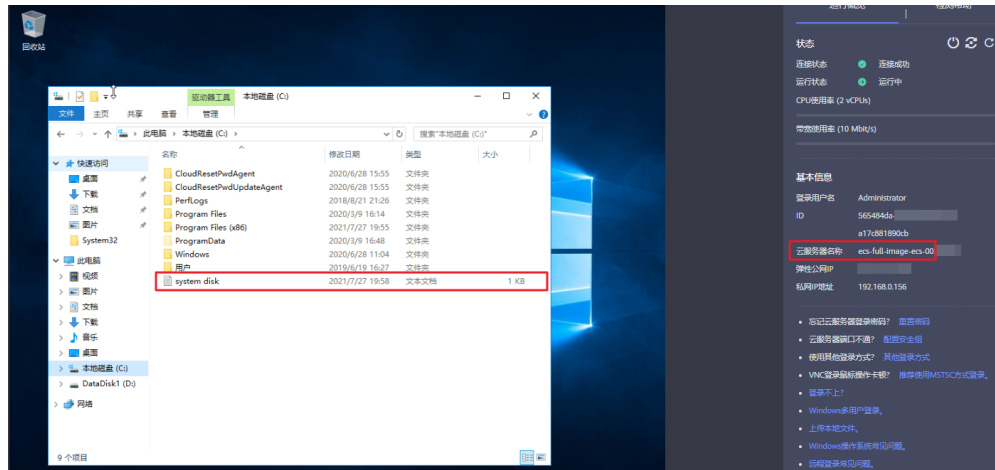 回收站
驱动器工具 本地磁盘 (C:)
文件 主页 共享 查看 管理
此电脑 › 本地磁盘 (C:) ›
搜索"本地磁盘 (C:)"
名称 修改日期 类型 大小
CloudResetPwdAgent 2020/6/28 15:55 文件夹
CloudResetPwdUpdateAgent 2020/6/28 15:55 文件夹
PerfLogs 2018/8/21 21:26 文件夹
Program Files 2020/3/9 16:14 文件夹
Program Files (x86) 2021/7/27 19:55 文件夹
ProgramData 2020/3/9 16:48 文件夹
Windows 2020/6/28 11:04 文件夹
用户 2019/6/19 16:27 文件夹
system disk 2021/7/27 19:58 文本文档 1 KB
快速访问
桌面
下载
文档
图片
System32
此电脑
视频
图片
文档
下载
音乐
桌面
本地磁盘 (C:)
DataDisk1 (D:)
网络
9 个项目
运行概览 检测帮助
状态
连接状态 连接成功
运行状态 运行中
CPU使用率 (2 vCPUs)
带宽使用率 (10 Mbit/s)
基本信息
登录用户名 Administrator
ID 565484da-
a17c881890cb
云服务器名称 ecs-full-image-ecs-00
弹性公网IP
私网IP地址 192.168.0.156
• 忘记云服务器登录密码? 重置密码
• 云服务器端口不通? 配置安全组
• 使用其他登录方式? 其他登录方式
• VNC登录鼠标操作卡顿? 推荐使用MSTSC方式登录。
• 登录不上?
• Windows多用户登录。
• 上传本地文件。
• Windows操作系统常见问题。
• 远程登录常见问题。